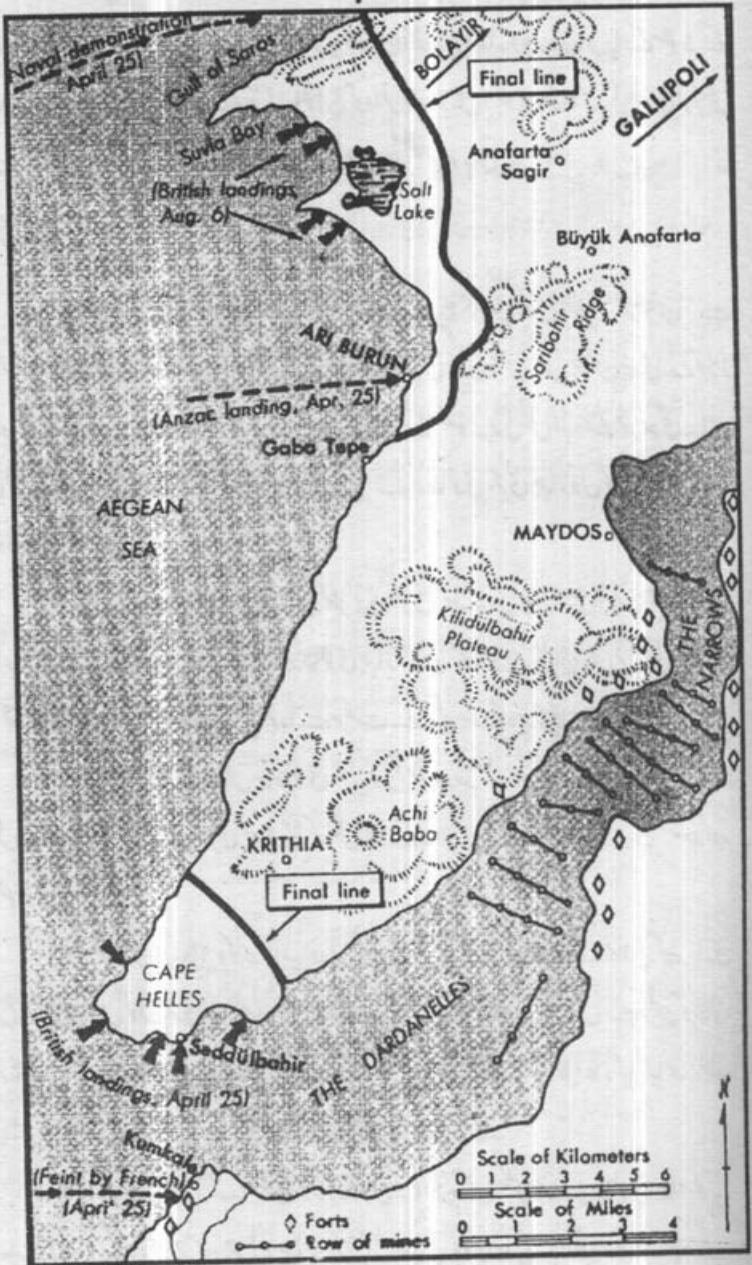 Naval demonstration
April 25)
Gulf of Saros
BOLAYIR
Final line
GALLIPOLI
Suvla Bay
(British landings,
Aug. 6)
Salt
Lake
Anafarta
Sagir
Büyük Anafarta
Saribahir
Ridge
ARI BURUN
(Anzac landing, Apr, 25)
Gaba Tepe
AEGEAN
SEA
MAYDOS
THE
NARROWS
Kilidulbahir
Plateau
Achi
Baba
KRITHIA
Final line
CAPE
HELLES
Seddülbahir
(British landings, April 25)
THE DARDANELLES
Kumkale
(Feint by French)
(April 25)
Scale of Kilometers
0 1 2 3 4 5 6
Scale of Miles
0 1 2 3 4
Forts
Row of mines